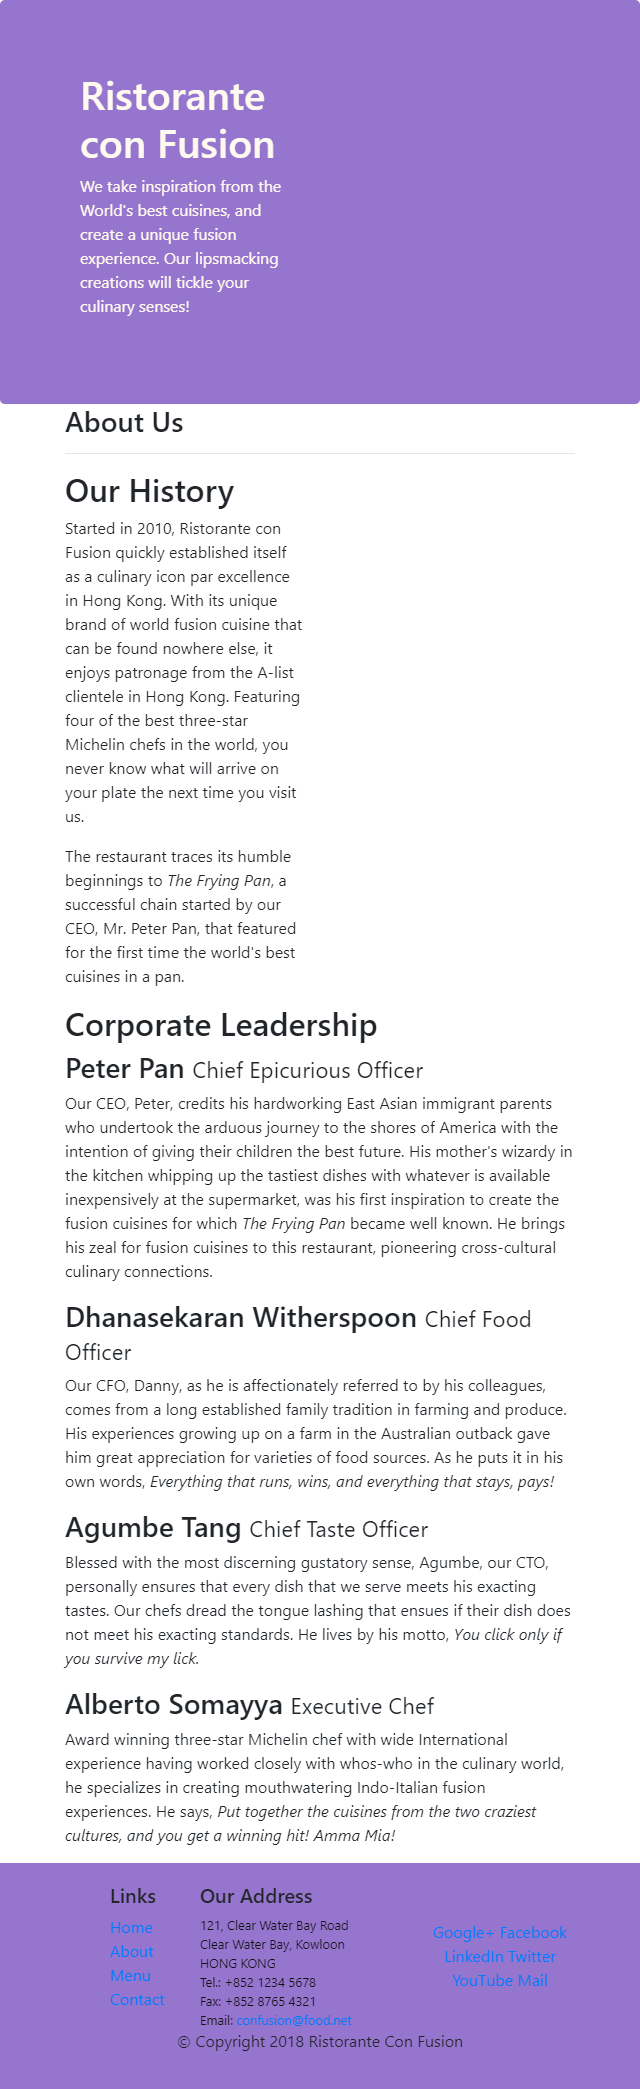 Ristorante
con Fusion
We take inspiration from the
World's best cuisines, and
create a unique fusion
experience. Our lipsmacking
creations will tickle your
culinary senses!
About Us
Our History
Started in 2010, Ristorante con
Fusion quickly established itself
as a culinary icon par excellence
in Hong Kong. With its unique
brand of world fusion cuisine that
can be found nowhere else, it
enjoys patronage from the A-list
clientele in Hong Kong. Featuring
four of the best three-star
Michelin chefs in the world, you
never know what will arrive on
your plate the next time you visit
us.
The restaurant traces its humble
beginnings to The Frying Pan, a
successful chain started by our
CEO, Mr. Peter Pan, that featured
for the first time the world's best
cuisines in a pan.
Corporate Leadership
Peter Pan Chief Epicurious Officer
Our CEO, Peter, credits his hardworking East Asian immigrant parents
who undertook the arduous journey to the shores of America with the
intention of giving their children the best future. His mother's wizardy in
the kitchen whipping up the tastiest dishes with whatever is available
inexpensively at the supermarket, was his first inspiration to create the
fusion cuisines for which The Frying Pan became well known. He brings
his zeal for fusion cuisines to this restaurant, pioneering cross-cultural
culinary connections.
Dhanasekaran Witherspoon Chief Food
Officer
Our CFO, Danny, as he is affectionately referred to by his colleagues,
comes from a long established family tradition in farming and produce.
His experiences growing up on a farm in the Australian outback gave
him great appreciation for varieties of food sources. As he puts it in his
own words, Everything that runs, wins, and everything that stays, pays!
Agumbe Tang Chief Taste Officer
Blessed with the most discerning gustatory sense, Agumbe, our CTO,
personally ensures that every dish that we serve meets his exacting
tastes. Our chefs dread the tongue lashing that ensues if their dish does
not meet his exacting standards. He lives by his motto, You click only if
you survive my lick.
Alberto Somayya Executive Chef
Award winning three-star Michelin chef with wide International
experience having worked closely with whos-who in the culinary world,
he specializes in creating mouthwatering Indo-Italian fusion
experiences. He says, Put together the cuisines from the two craziest
cultures, and you get a winning hit! Amma Mia!
Links
Home
About
Menu
Contact
Our Address
121, Clear Water Bay Road
Clear Water Bay, Kowloon
HONG KONG
Tel.: +852 1234 5678
Fax: +852 8765 4321
Email: confusion@food.net
Google+ Facebook
LinkedIn Twitter
YouTube Mail
© Copyright 2018 Ristorante Con Fusion